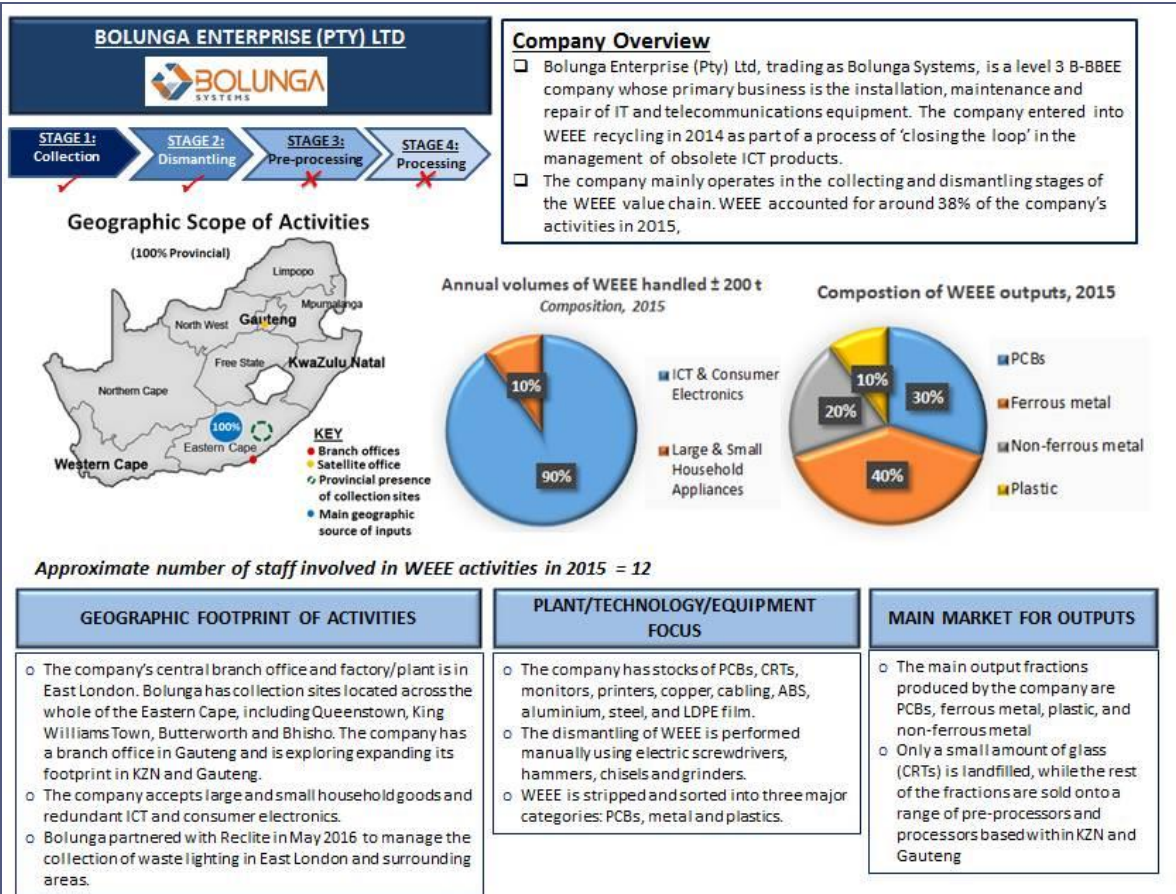 BOLUNGA ENTERPRISE (PTY) LTD
BOLUNGA
SYSTEMS
STAGE 1:
Collection
STAGE 2:
Dismantling
STAGE 3:
Pre-processing
STAGE 4:
Processing
Company Overview
Bolunga Enterprise (Pty) Ltd, trading as Bolunga Systems, is a level 3 B-BBEE
company whose primary business is the installation, maintenance and
repair of IT and telecommunications equipment. The company entered into
WEEE recycling in 2014 as part of a process of ‘closing the loop’ in the
management of obsolete ICT products.
The company mainly operates in the collecting and dismantling stages of
the WEEE value chain. WEEE accounted for around 38% of the company’s
activities in 2015,
Geographic Scope of Activities
(100% Provincial)
Limpopo
Mpumalanga
North West
Gauteng
Free State
KwaZulu Natal
Northern Cape
100%
Eastern Cape
Western Cape
KEY
Branch offices
Satellite office
Provincial presence
of collection sites
Main geographic
source of inputs
Annual volumes of WEEE handled ± 200 t
Composition, 2015
10%
90%
ICT & Consumer
Electronics
Large & Small
Household
Appliances
Compostion of WEEE outputs, 2015
10%
30%
20%
40%
PCBs
Ferrous metal
Non-ferrous metal
Plastic
Approximate number of staff involved in WEEE activities in 2015 = 12
GEOGRAPHIC FOOTPRINT OF ACTIVITIES
o The company’s central branch office and factory/plant is in
East London. Bolunga has collection sites located across the
whole of the Eastern Cape, including Queenstown, King
Williams Town, Butterworth and Bhisho. The company has
a branch office in Gauteng and is exploring expanding its
footprint in KZN and Gauteng.
o The company accepts large and small household goods and
redundant ICT and consumer electronics.
o Bolunga partnered with Reclite in May 2016 to manage the
collection of waste lighting in East London and surrounding
areas.
PLANT/TECHNOLOGY/EQUIPMENT
FOCUS
o The company has stocks of PCBs, CRTs,
monitors, printers, copper, cabling, ABS,
aluminium, steel, and LDPE film.
o The dismantling of WEEE is performed
manually using electric screwdrivers,
hammers, chisels and grinders.
o WEEE is stripped and sorted into three major
categories: PCBs, metal and plastics.
MAIN MARKET FOR OUTPUTS
o The main output fractions
produced by the company are
PCBs, ferrous metal, plastic, and
non-ferrous metal
o Only a small amount of glass
(CRTs) is landfilled, while the rest
of the fractions are sold onto a
range of pre-processors and
processors based within KZN and
Gauteng